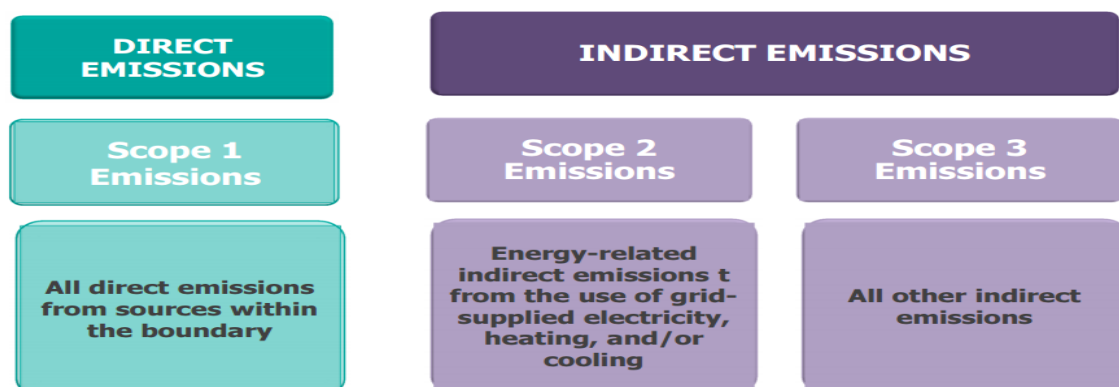 DIRECT
EMISSIONS
INDIRECT EMISSIONS
Scope 1
Emissions
Scope 2
Emissions
Scope 3
Emissions
All direct emissions
from sources within
the boundary
Energy-related
indirect emissions t
from the use of grid-
supplied electricity,
heating, and/or
cooling
All other indirect
emissions